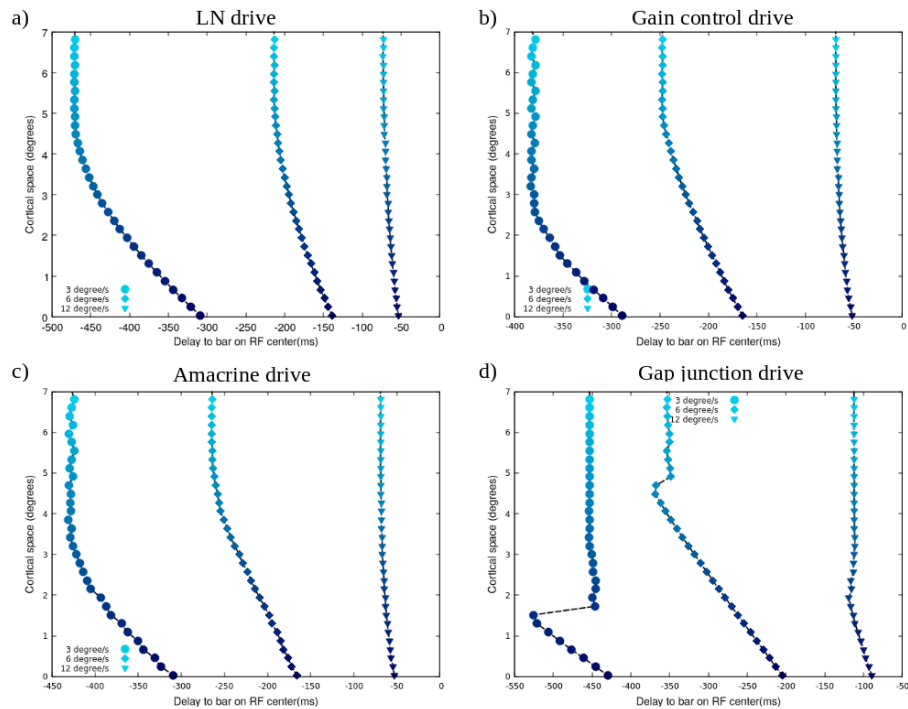 a)
LN drive
7
6
5
4
3
2
1
0
Cortical space (degrees)
3 degree/s
6 degree/s
12 degree/s
-500 -450 -400 -350 -300 -250 -200 -150 -100 -50 0
Delay to bar on RF center(ms)
b)
Gain control drive
7
6
5
4
3
2
1
0
Cortical space (degrees)
3 degree/s
6 degree/s
12 degree/s
-400 -350 -300 -250 -200 -150 -100 -50 0
Delay to bar on RF center(ms)
c)
Amacrine drive
7
6
5
4
3
2
1
0
Cortical space (degrees)
3 degree/s
6 degree/s
12 degree/s
-500 -450 -400 -350 -300 -250 -200 -150 -100 -50 0
Delay to bar on RF center(ms)
d)
Gap junction drive
7
6
5
4
3
2
1
0
Cortical space (degrees)
3 degree/s
6 degree/s
12 degree/s
-550 -500 -450 -400 -350 -300 -250 -200 -150 -100 -50
Delay to bar on RF center(ms)